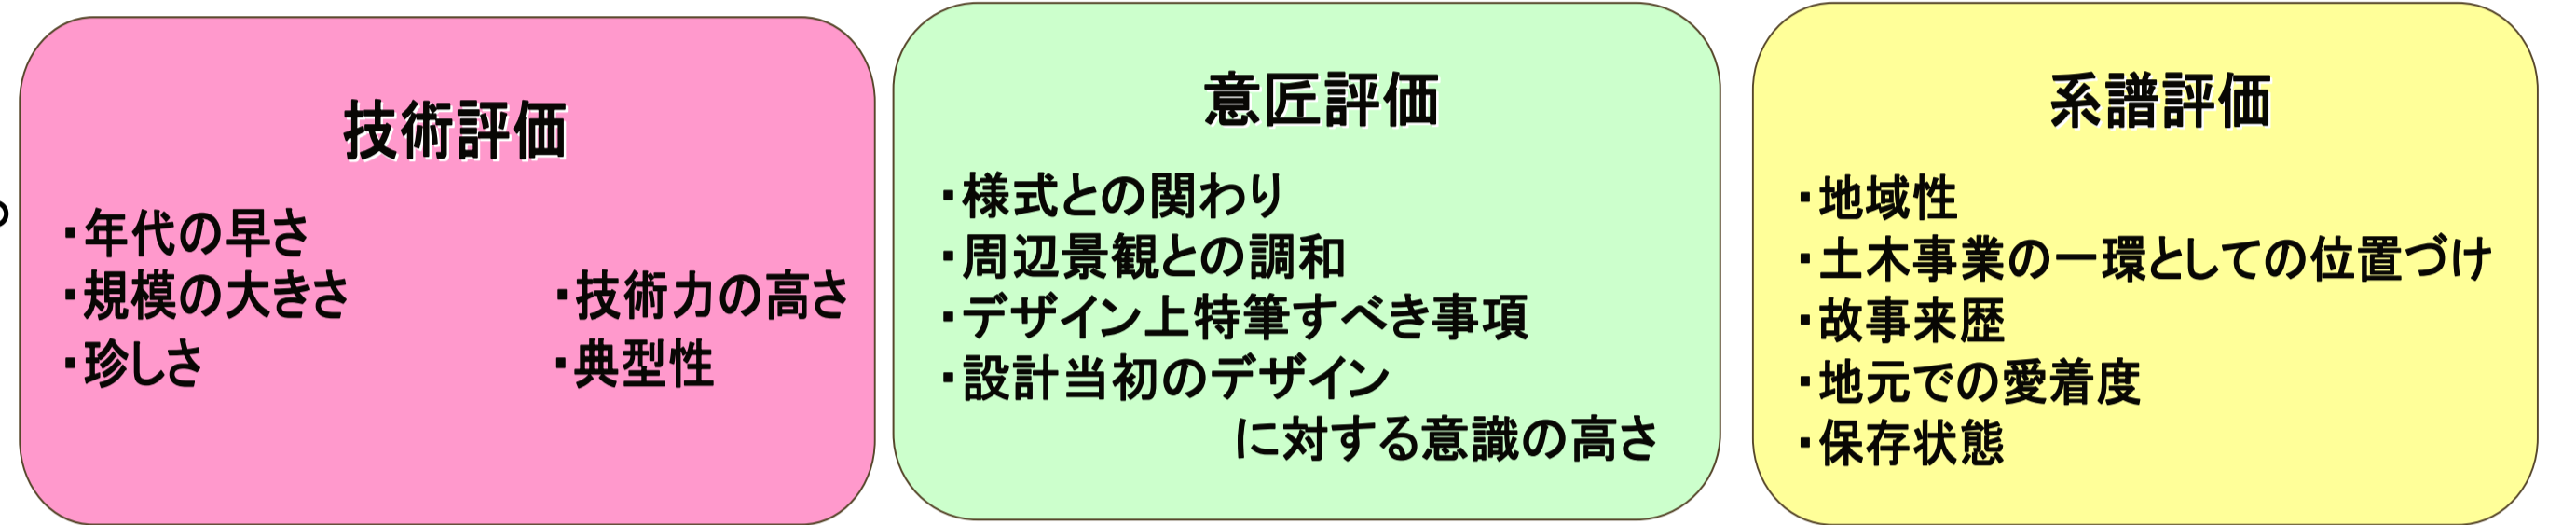 技術評価
・年代の早さ
・規模の大きさ ・技術力の高さ
・珍しさ ・典型性
意匠評価
・様式との関わり
・周辺景観との調和
・デザイン上特筆すべき事項
・設計当初のデザイン
に対する意識の高さ
系譜評価
・地域性
・土木事業の一環としての位置づけ
・故事来歴
・地元での愛着度
・保存状態